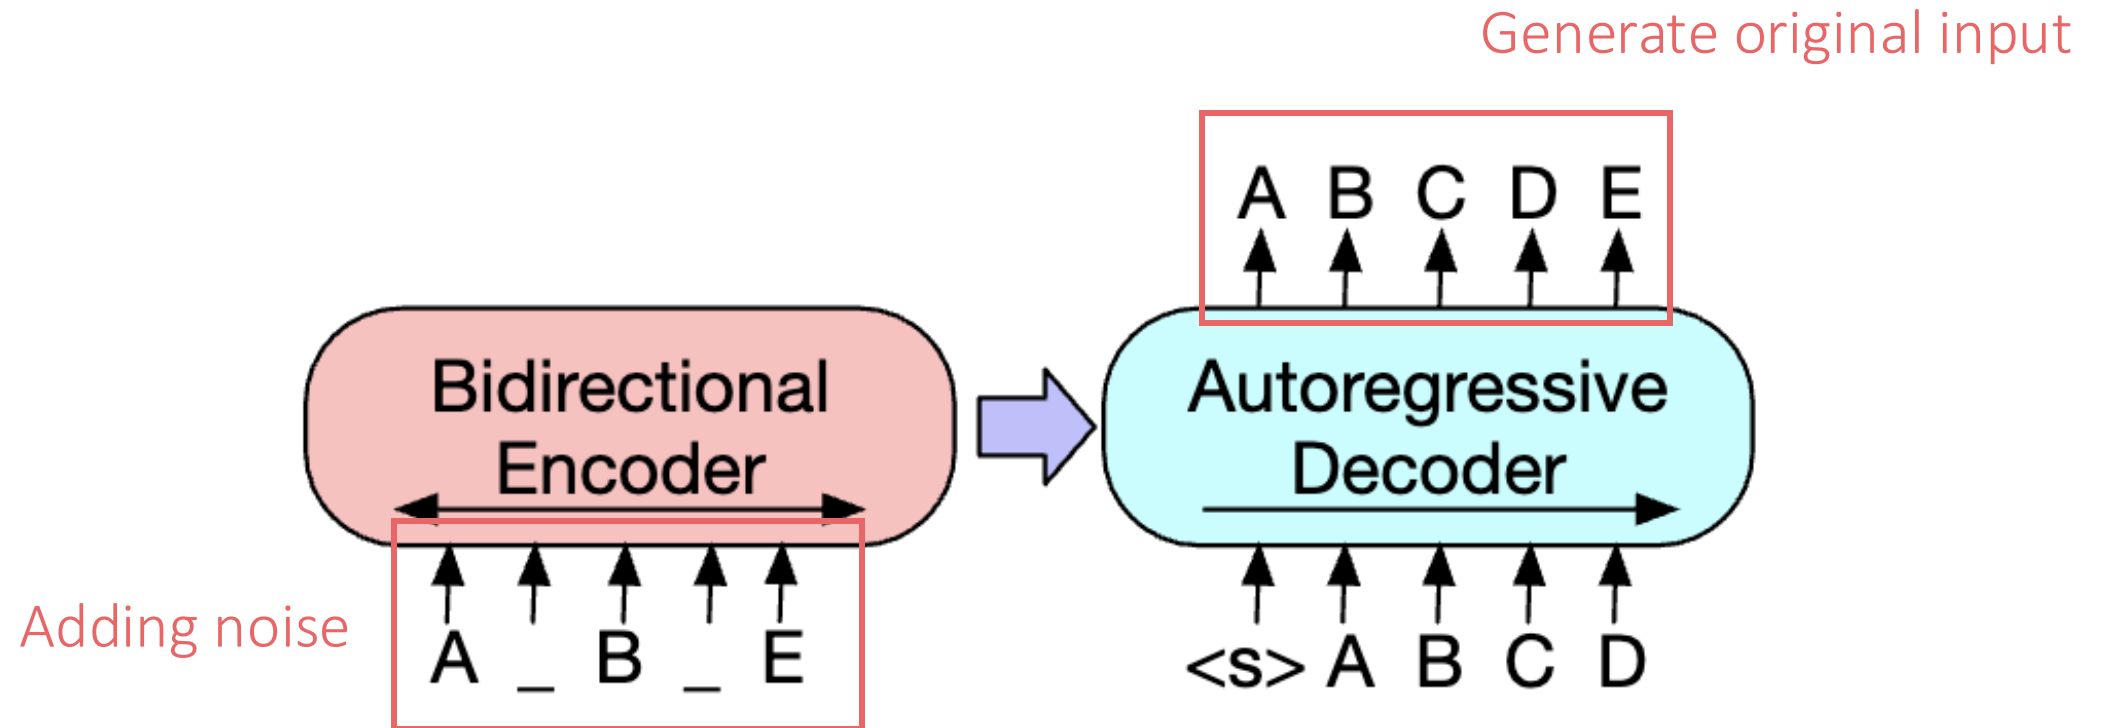 Generate original input
A B C D E
Bidirectional
Encoder
Autoregressive
Decoder
Adding noise
A _ B _ E
<s> A B C D